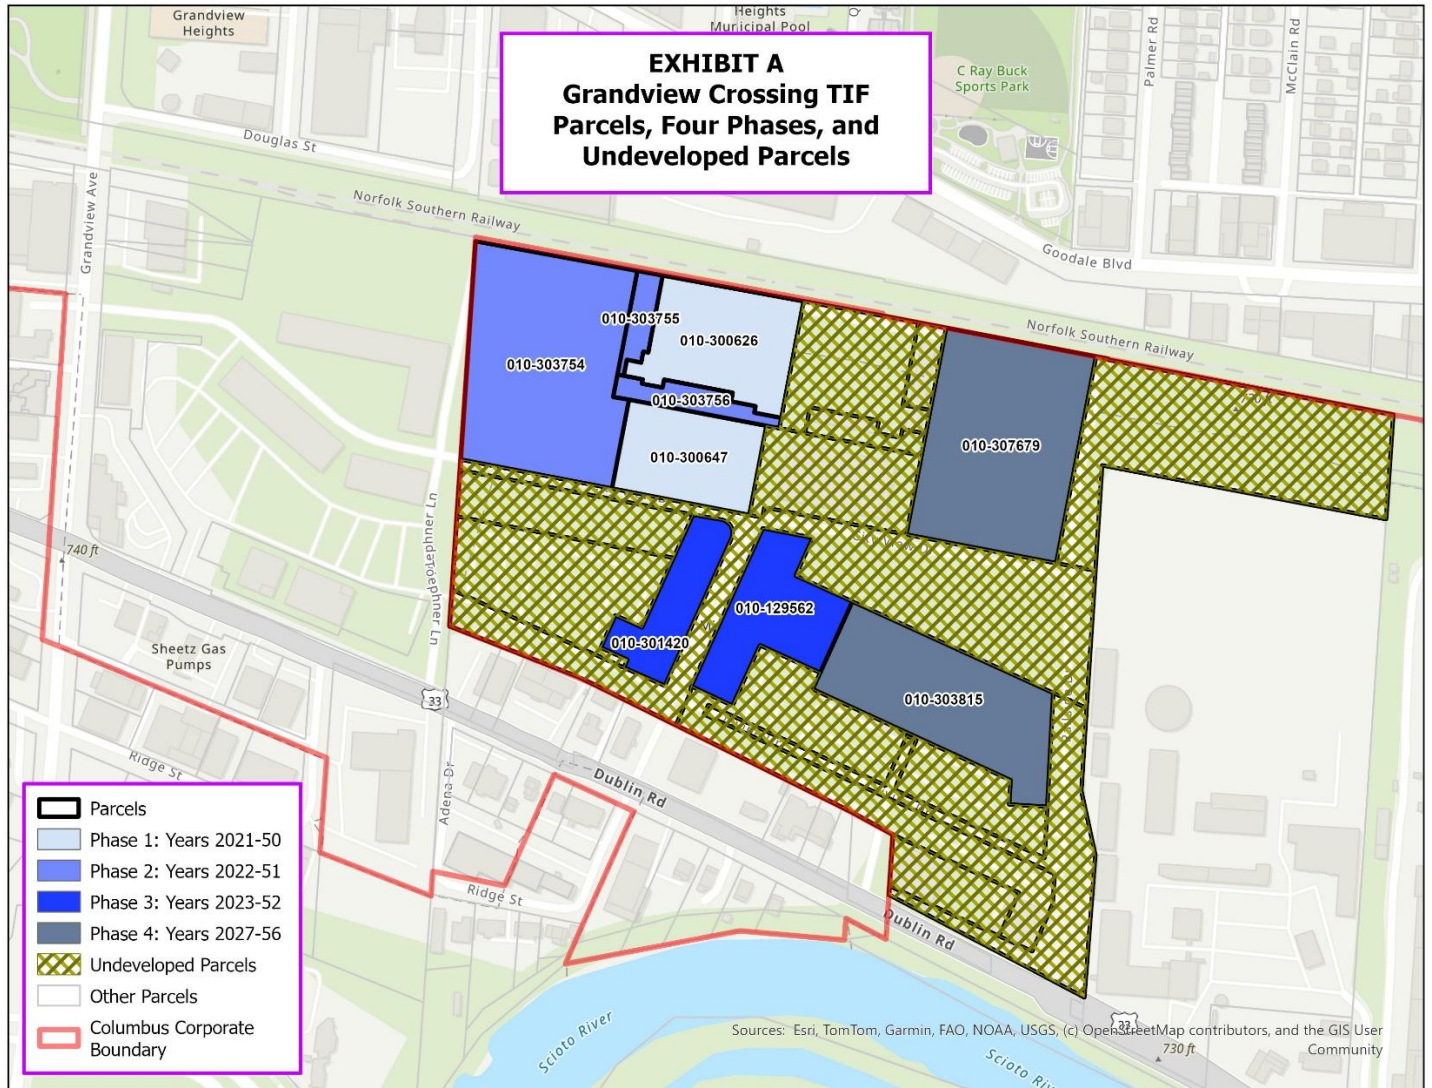 Grandview
Heights
Heights
Municipal Pool
EXHIBIT A
Grandview Crossing TIF
Parcels, Four Phases, and
Undeveloped Parcels
C Ray Buck
Sports Park
Palmer Rd
McClain Rd
Douglas St
Grandview Ave
Norfolk Southern Railway
Goodale Blvd
Norfolk Southern Railway
010-303755
010-300626
010-303754
010-303756
010-307679
010-300647
740 ft
010-129562
010-301420
010-303815
Sheetz Gas
Pumps
33
Ridge St
Adena Dr
Dublin Rd
Ridge St
Dublin Rd
33
730 ft
Scioto River
Parcels
Phase 1: Years 2021-50
Phase 2: Years 2022-51
Phase 3: Years 2023-52
Phase 4: Years 2027-56
Undeveloped Parcels
Other Parcels
Columbus Corporate
Boundary
Sources: Esri, TomTom, Garmin, FAO, NOAA, USGS, (c) OpenStreetMap contributors, and the GIS User
Community